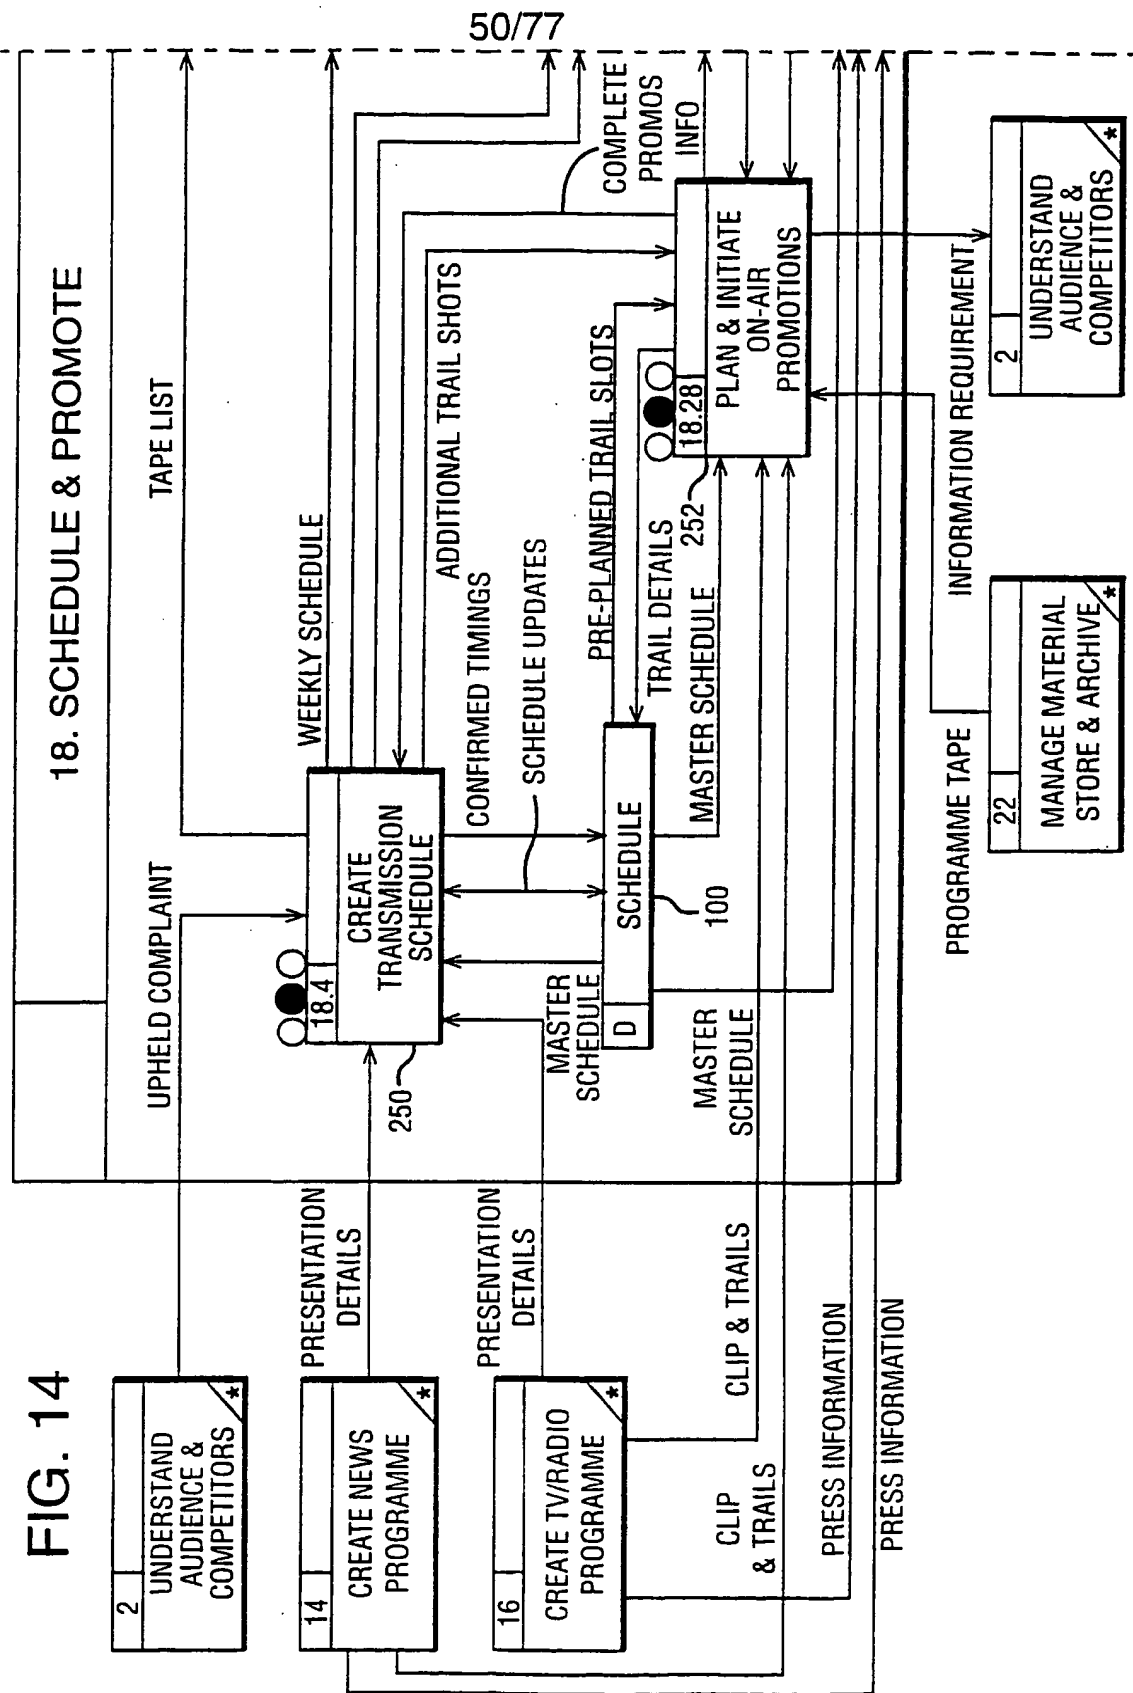 50/77
FIG. 14
18. SCHEDULE & PROMOTE
2
UNDERSTAND
AUDIENCE &
COMPETITORS
*
UPHELD COMPLAINT
TAPE LIST
14
CREATE NEWS
PROGRAMME
*
PRESENTATION
DETAILS
18.4
CREATE
TRANSMISSION
SCHEDULE
250
WEEKLY SCHEDULE
ADDITIONAL TRAIL SHOTS
COMPLETE
PROMOS
INFO
CONFIRMED TIMINGS
SCHEDULE UPDATES
16
CREATE TV/RADIO
PROGRAMME
*
PRESENTATION
DETAILS
MASTER
SCHEDULE
D
SCHEDULE
100
PRE-PLANNED TRAIL SLOTS
TRAIL DETAILS
MASTER SCHEDULE
252
18.28
PLAN & INITIATE
ON-AIR
PROMOTIONS
MASTER
SCHEDULE
CLIP & TRAILS
CLIP
& TRAILS
PRESS INFORMATION
PRESS INFORMATION
PROGRAMME TAPE
INFORMATION REQUIREMENT
22
MANAGE MATERIAL
STORE & ARCHIVE
*
2
UNDERSTAND
AUDIENCE &
COMPETITORS
*